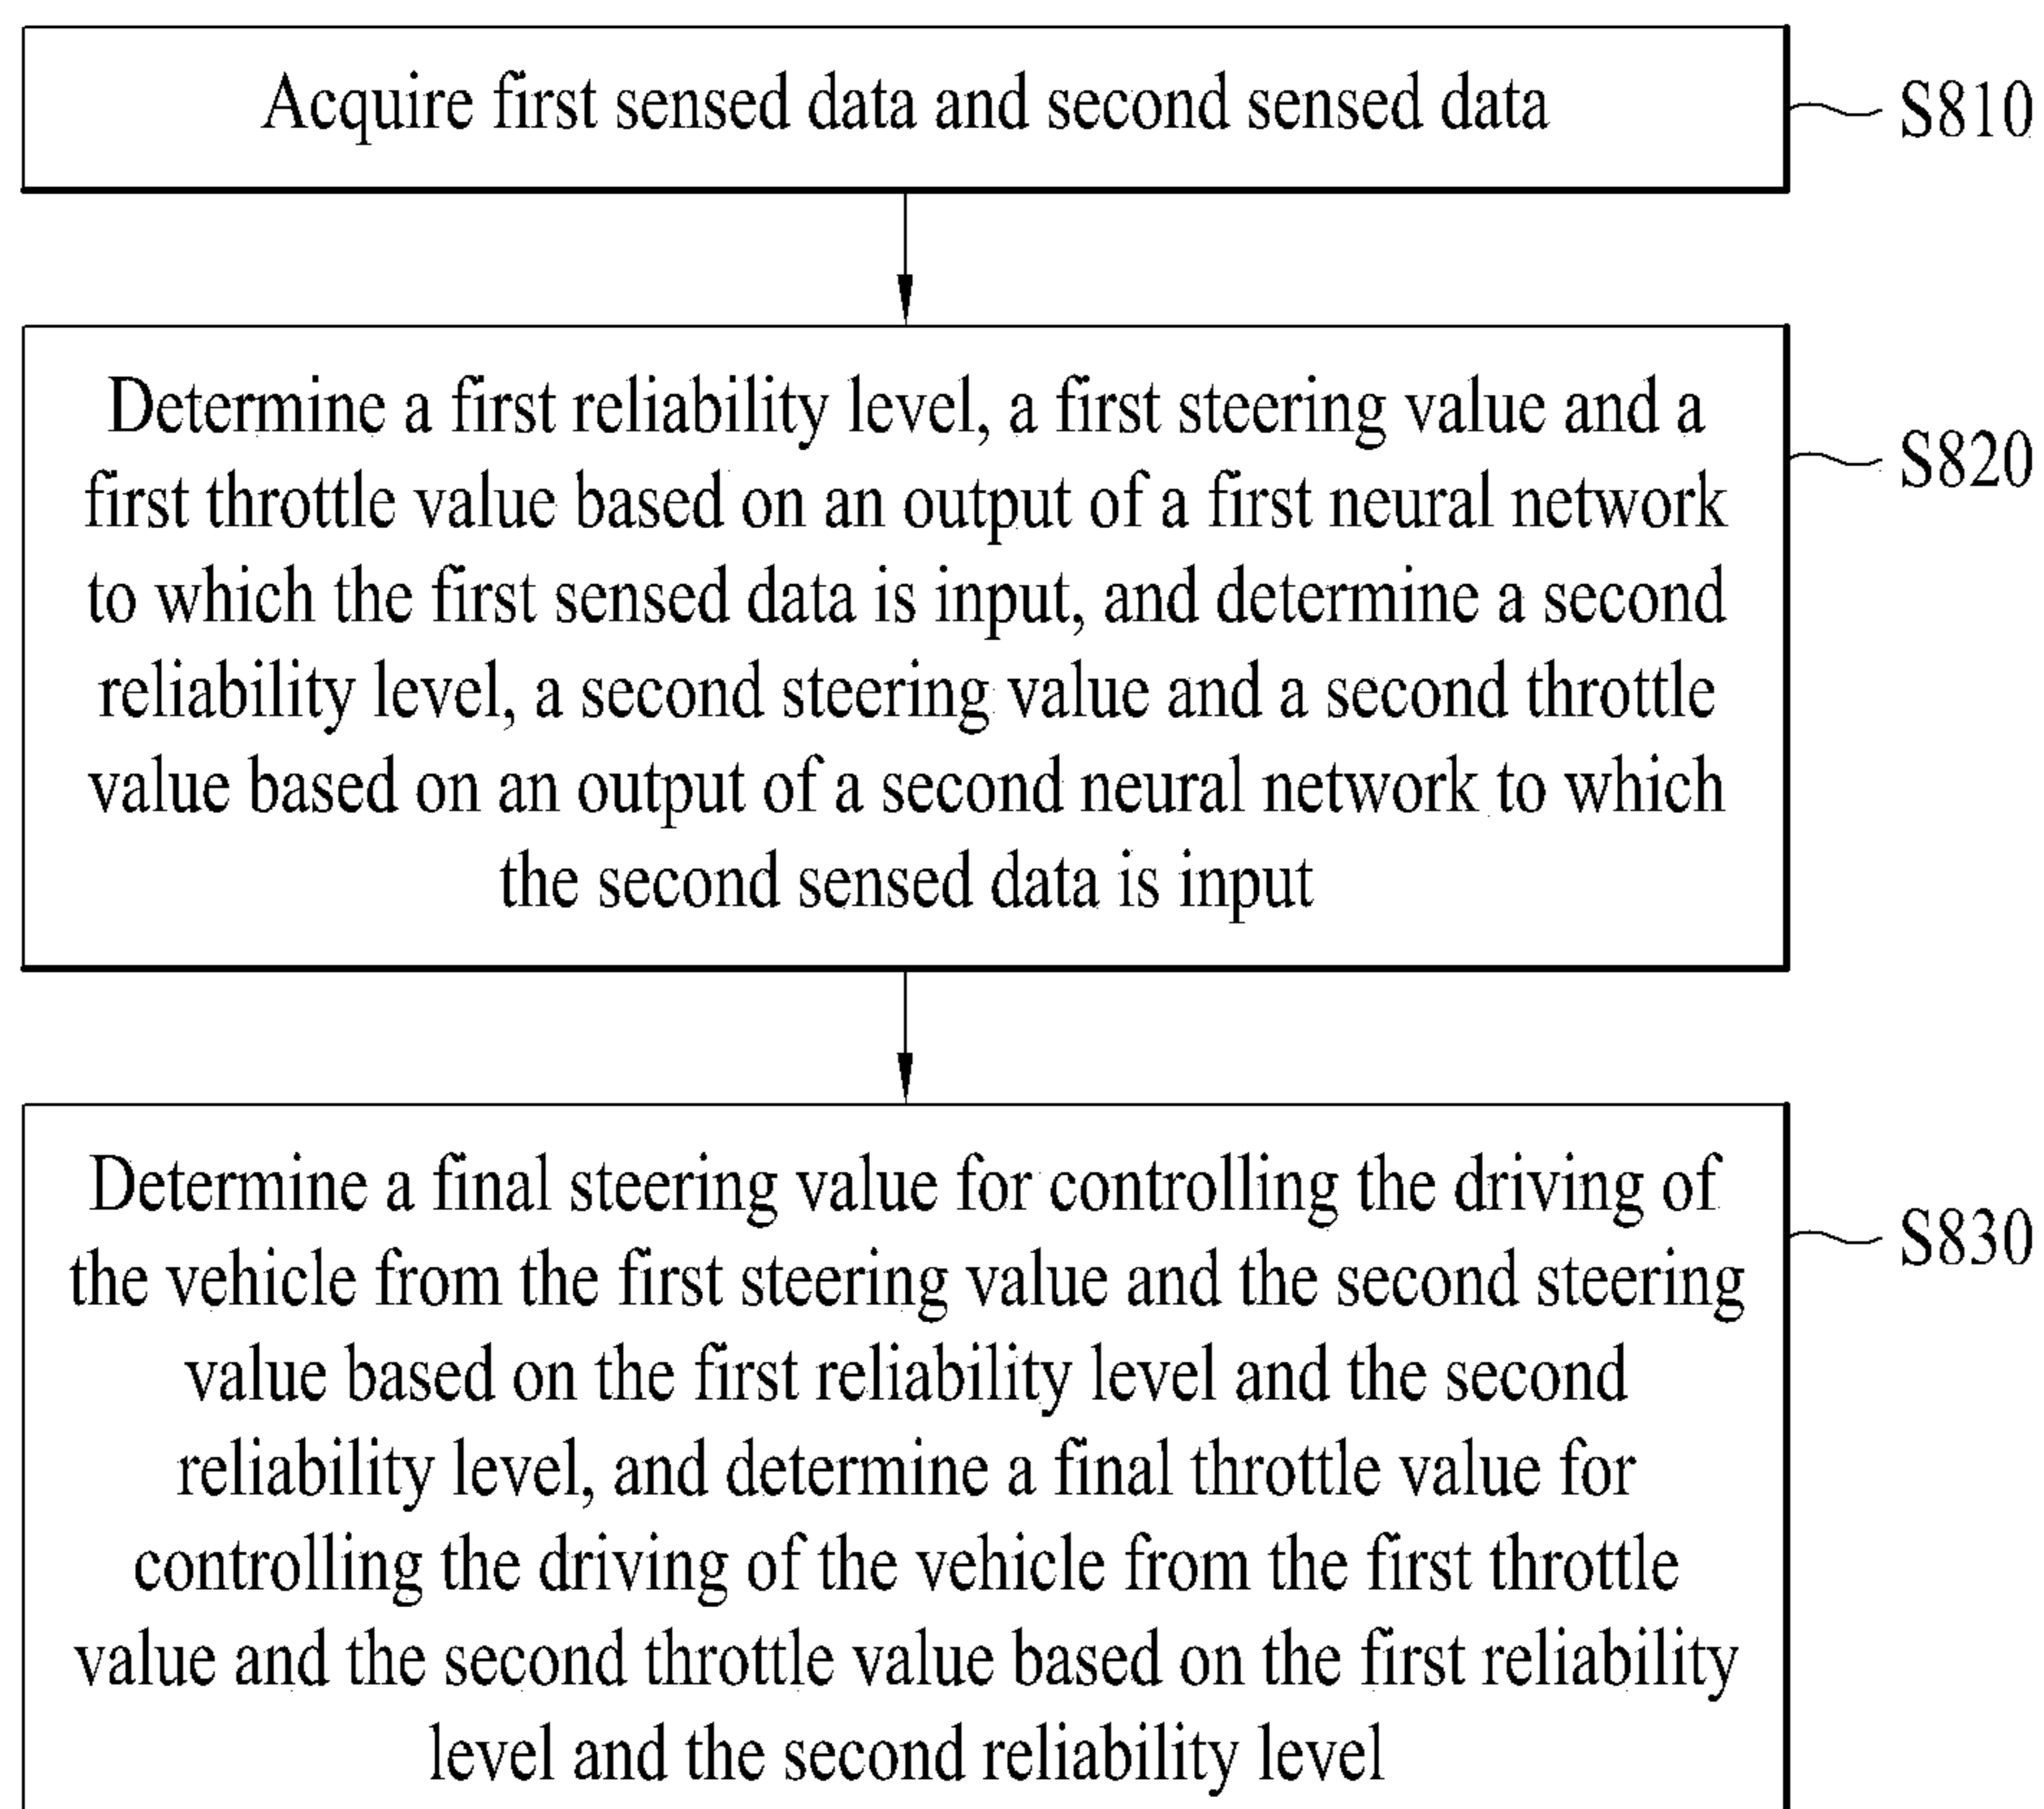 Acquire first sensed data and second sensed data
S810
Determine a first reliability level, a first steering value and a
first throttle value based on an output of a first neural network
to which the first sensed data is input, and determine a second
reliability level, a second steering value and a second throttle
value based on an output of a second neural network to which
the second sensed data is input
S820
Determine a final steering value for controlling the driving of
the vehicle from the first steering value and the second steering
value based on the first reliability level and the second
reliability level, and determine a final throttle value for
controlling the driving of the vehicle from the first throttle
value and the second throttle value based on the first reliability
level and the second reliability level
S830